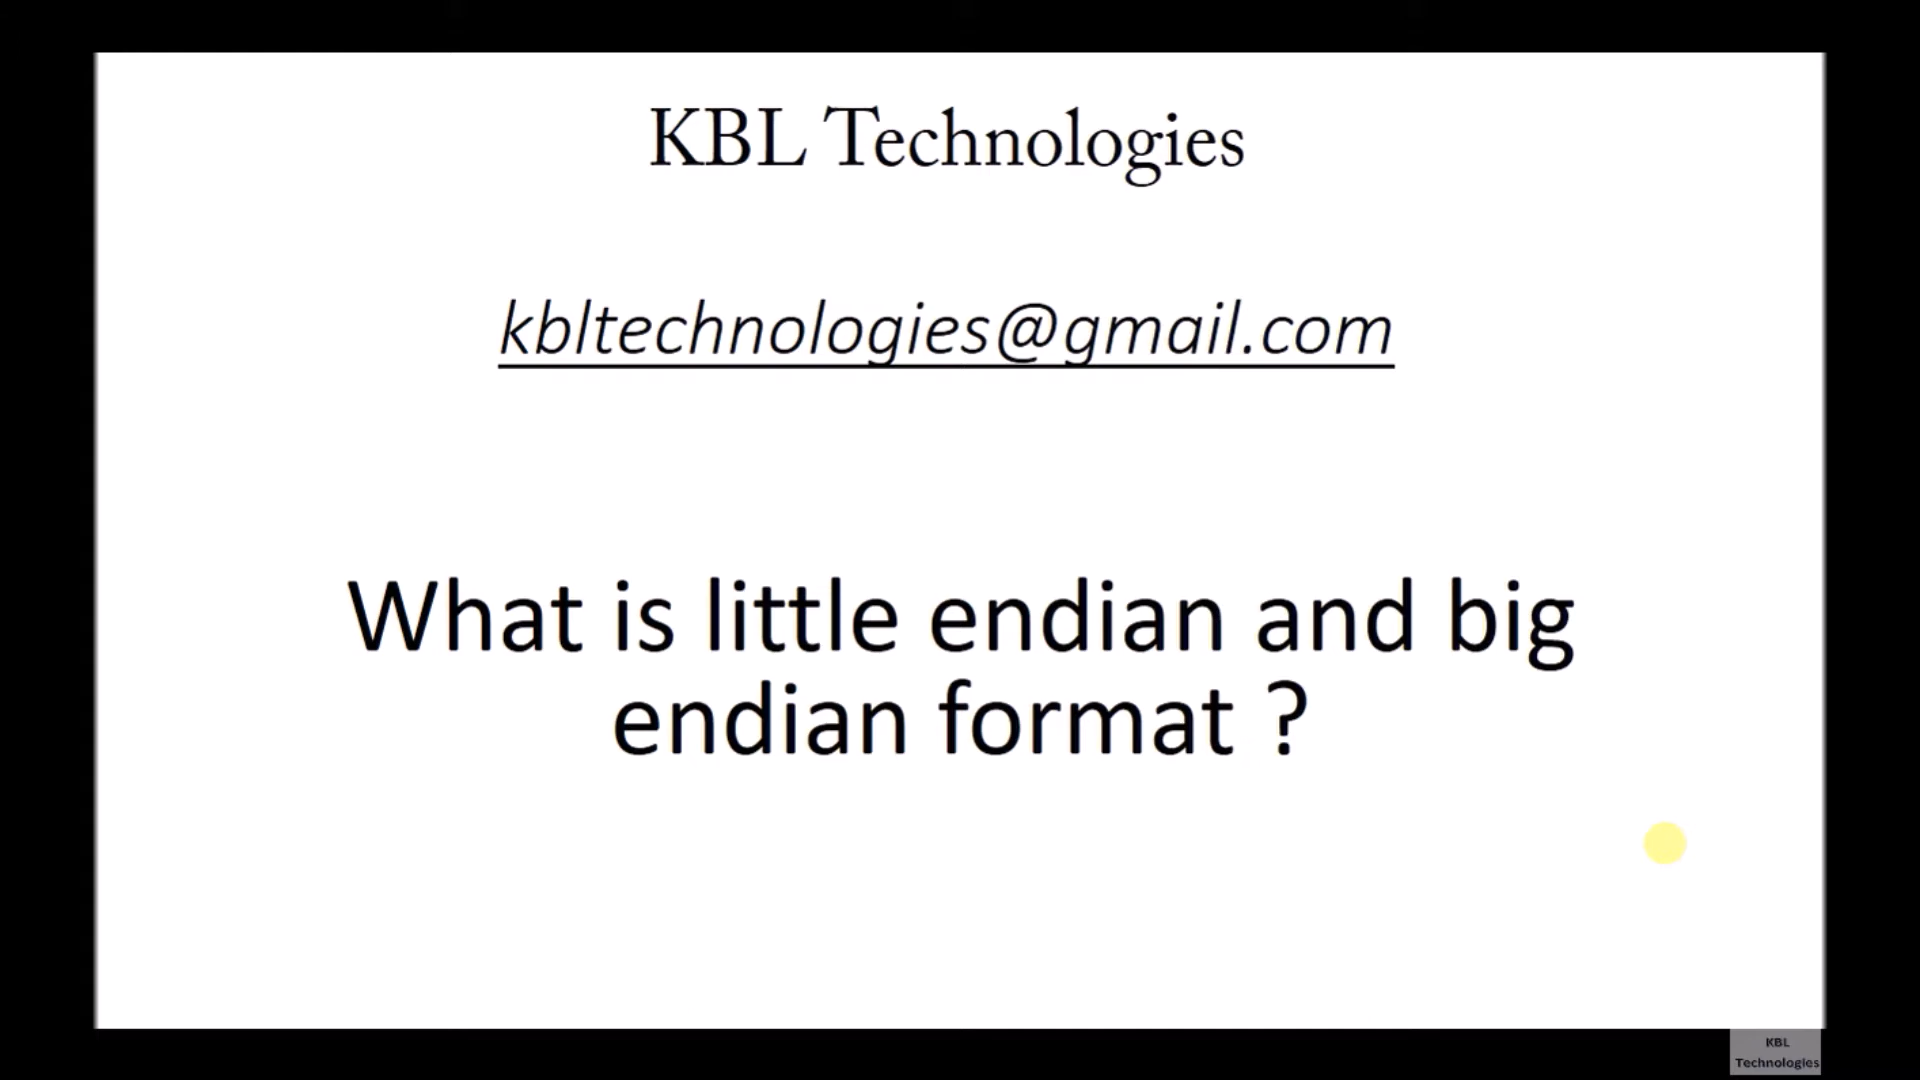 KBL Technologies
kbltechnologies@gmail.com
What is little endian and big
endian format ?
KBL
Technologies